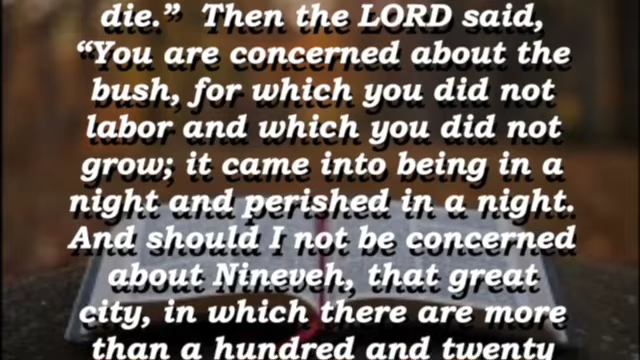 die.”  Then the LORD said,
“You are concerned about the
bush, for which you did not
labor and which you did not
grow; it came into being in a
night and perished in a night.
And should I not be concerned
about Nineveh, that great
city, in which there are more
than a hundred and twenty